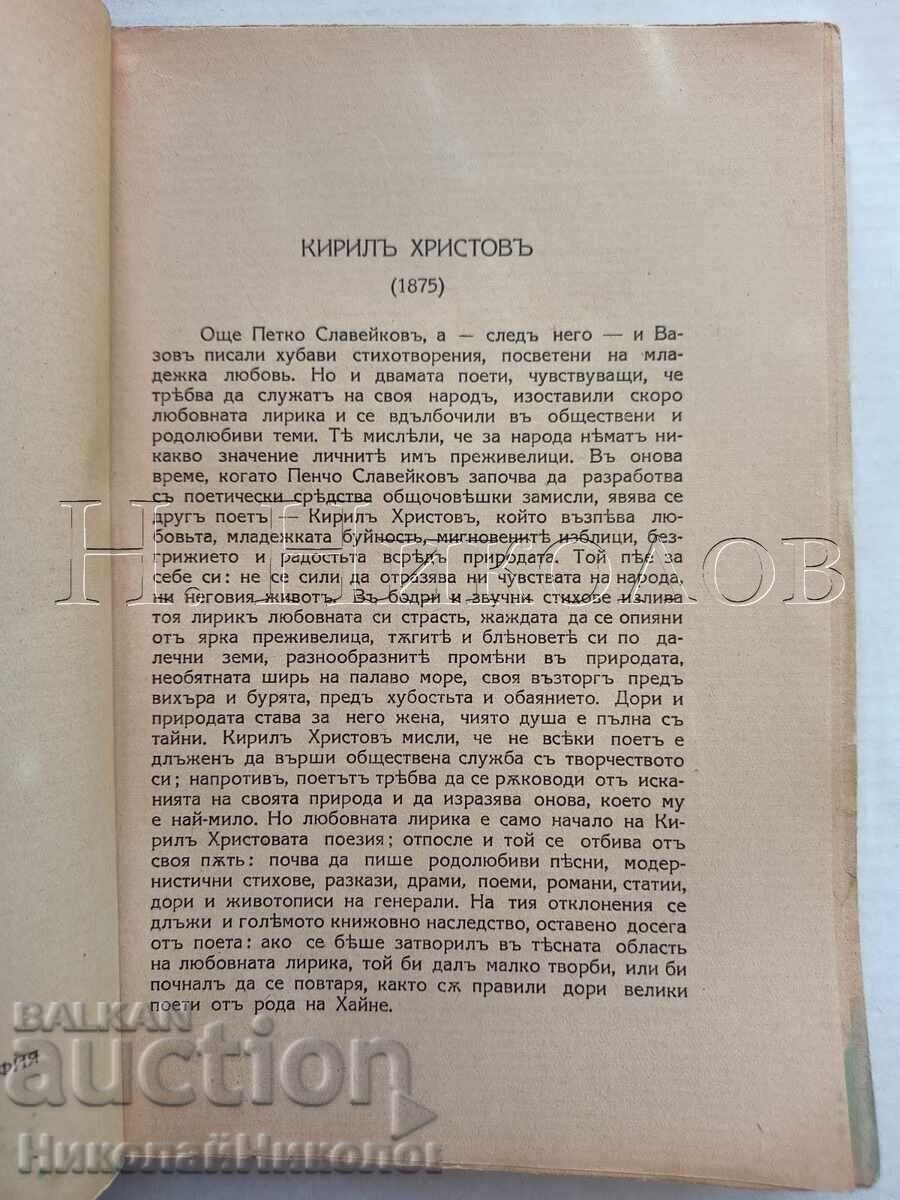 КИРИЛЪ ХРИСТОВЪ
(1875)
Още Петко Славейковъ, а — следъ него — и Ва-
зовъ писали хубави стихотворения, посветени на мла-
дежка любовь. Но и двамата поети, чувствуващи, че
трѣбва да служатъ на своя народъ, изоставили скоро
любовната лирика и се вдълбочили въ обществени и
родолюбиви теми. Тѣ мислѣли, че за народа нѣматъ ни-
какво значение личнитѣ имъ преживелици. Въ онова
време, когато Пенчо Славейковъ започва да разработва
съ поетически срѣдства общочовѣшки замисли, явява се
другъ поетъ — Кирилъ Христовъ, който възпѣва лю-
бовьта, младежката буйность, мигновенитѣ изблици, без-
грижието и радостьта всрѣдъ природата. Той пѣе за
себе си: не се сили да отразява ни чувствата на народа,
ни неговия животъ. Въ бодри и звучни стихове излива
тоя лирикъ любовната си страсть, жаждата да се опияни
отъ ярка преживелица, тѫгитѣ и блѣноветѣ си по да-
лечни земи, разнообразнитѣ промѣни въ природата,
необятната ширь на палаво море, своя възторгъ предъ
вихъра и бурята, предъ хубостьта и обаянието. Дори и
природата става за него жена, чиято душа е пълна съ
тайни. Кирилъ Христовъ мисли, че не всѣки поетъ е
длъженъ да върши обществена служба съ творчеството
си; напротивъ, поетътъ трѣбва да се рѫководи отъ иска-
нията на своята природа и да изразява онова, което му
е най-мило. Но любовната лирика е само начало на Ки-
рилъ Христовата поезия; отпосле и той се отбива отъ
своя пѫть: почва да пише родолюбиви пѣсни, модер-
нистични стихове, разкази, драми, поеми, романи, статии,
дори и животописи на генерали. На тия отклонения се
длъжи и голѣмото книжовно наследство, оставено досега
отъ поета: ако се бѣше затворилъ въ тѣсната область
на любовната лирика, той би далъ малко творби, или би
почналъ да се повтаря, както сѫ правили дори велики
поети отъ рода на Хайне.
Н. Николов
BALKAN
auction
НиколайНиколов